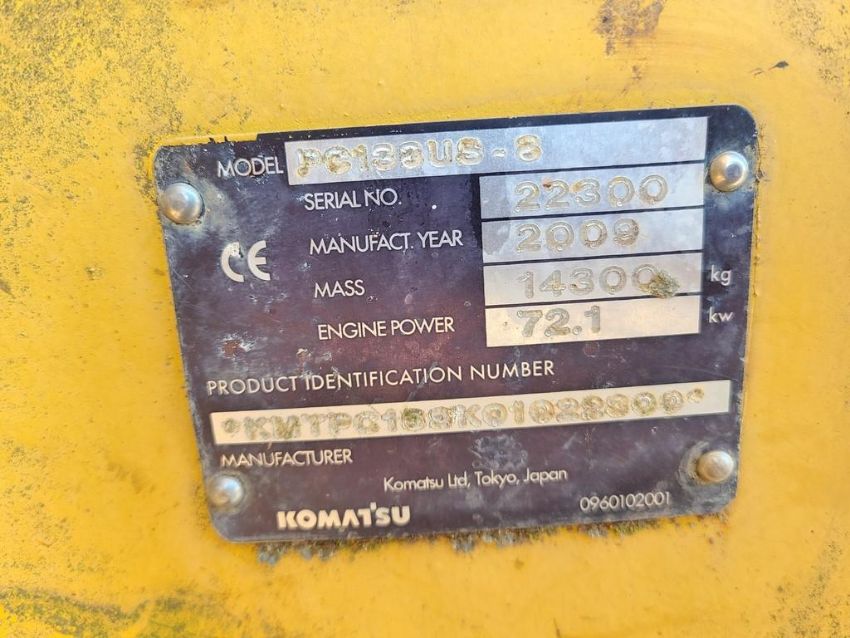 MODEL PC138US-8
SERIAL NO. 22300
CE MANUFACT. YEAR 2009
MASS 14300 kg
ENGINE POWER 72.1 kw
PRODUCT IDENTIFICATION NUMBER
MANUFACTURER
Komatsu Ltd, Tokyo, Japan
KOMATSU 0960102001